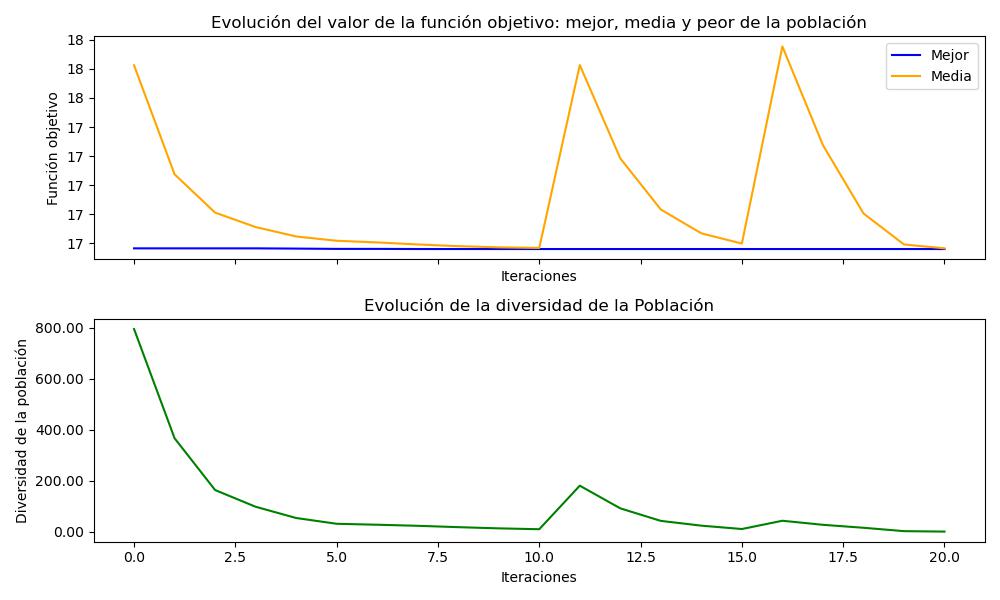 Evolución del valor de la función objetivo: mejor, media y peor de la población
18
18
18
17
17
17
17
17
Función objetivo
Mejor
Media
Iteraciones
Evolución de la diversidad de la Población
800.00
600.00
400.00
200.00
0.00
Diversidad de la población
0.0 2.5 5.0 7.5 10.0 12.5 15.0 17.5 20.0
Iteraciones